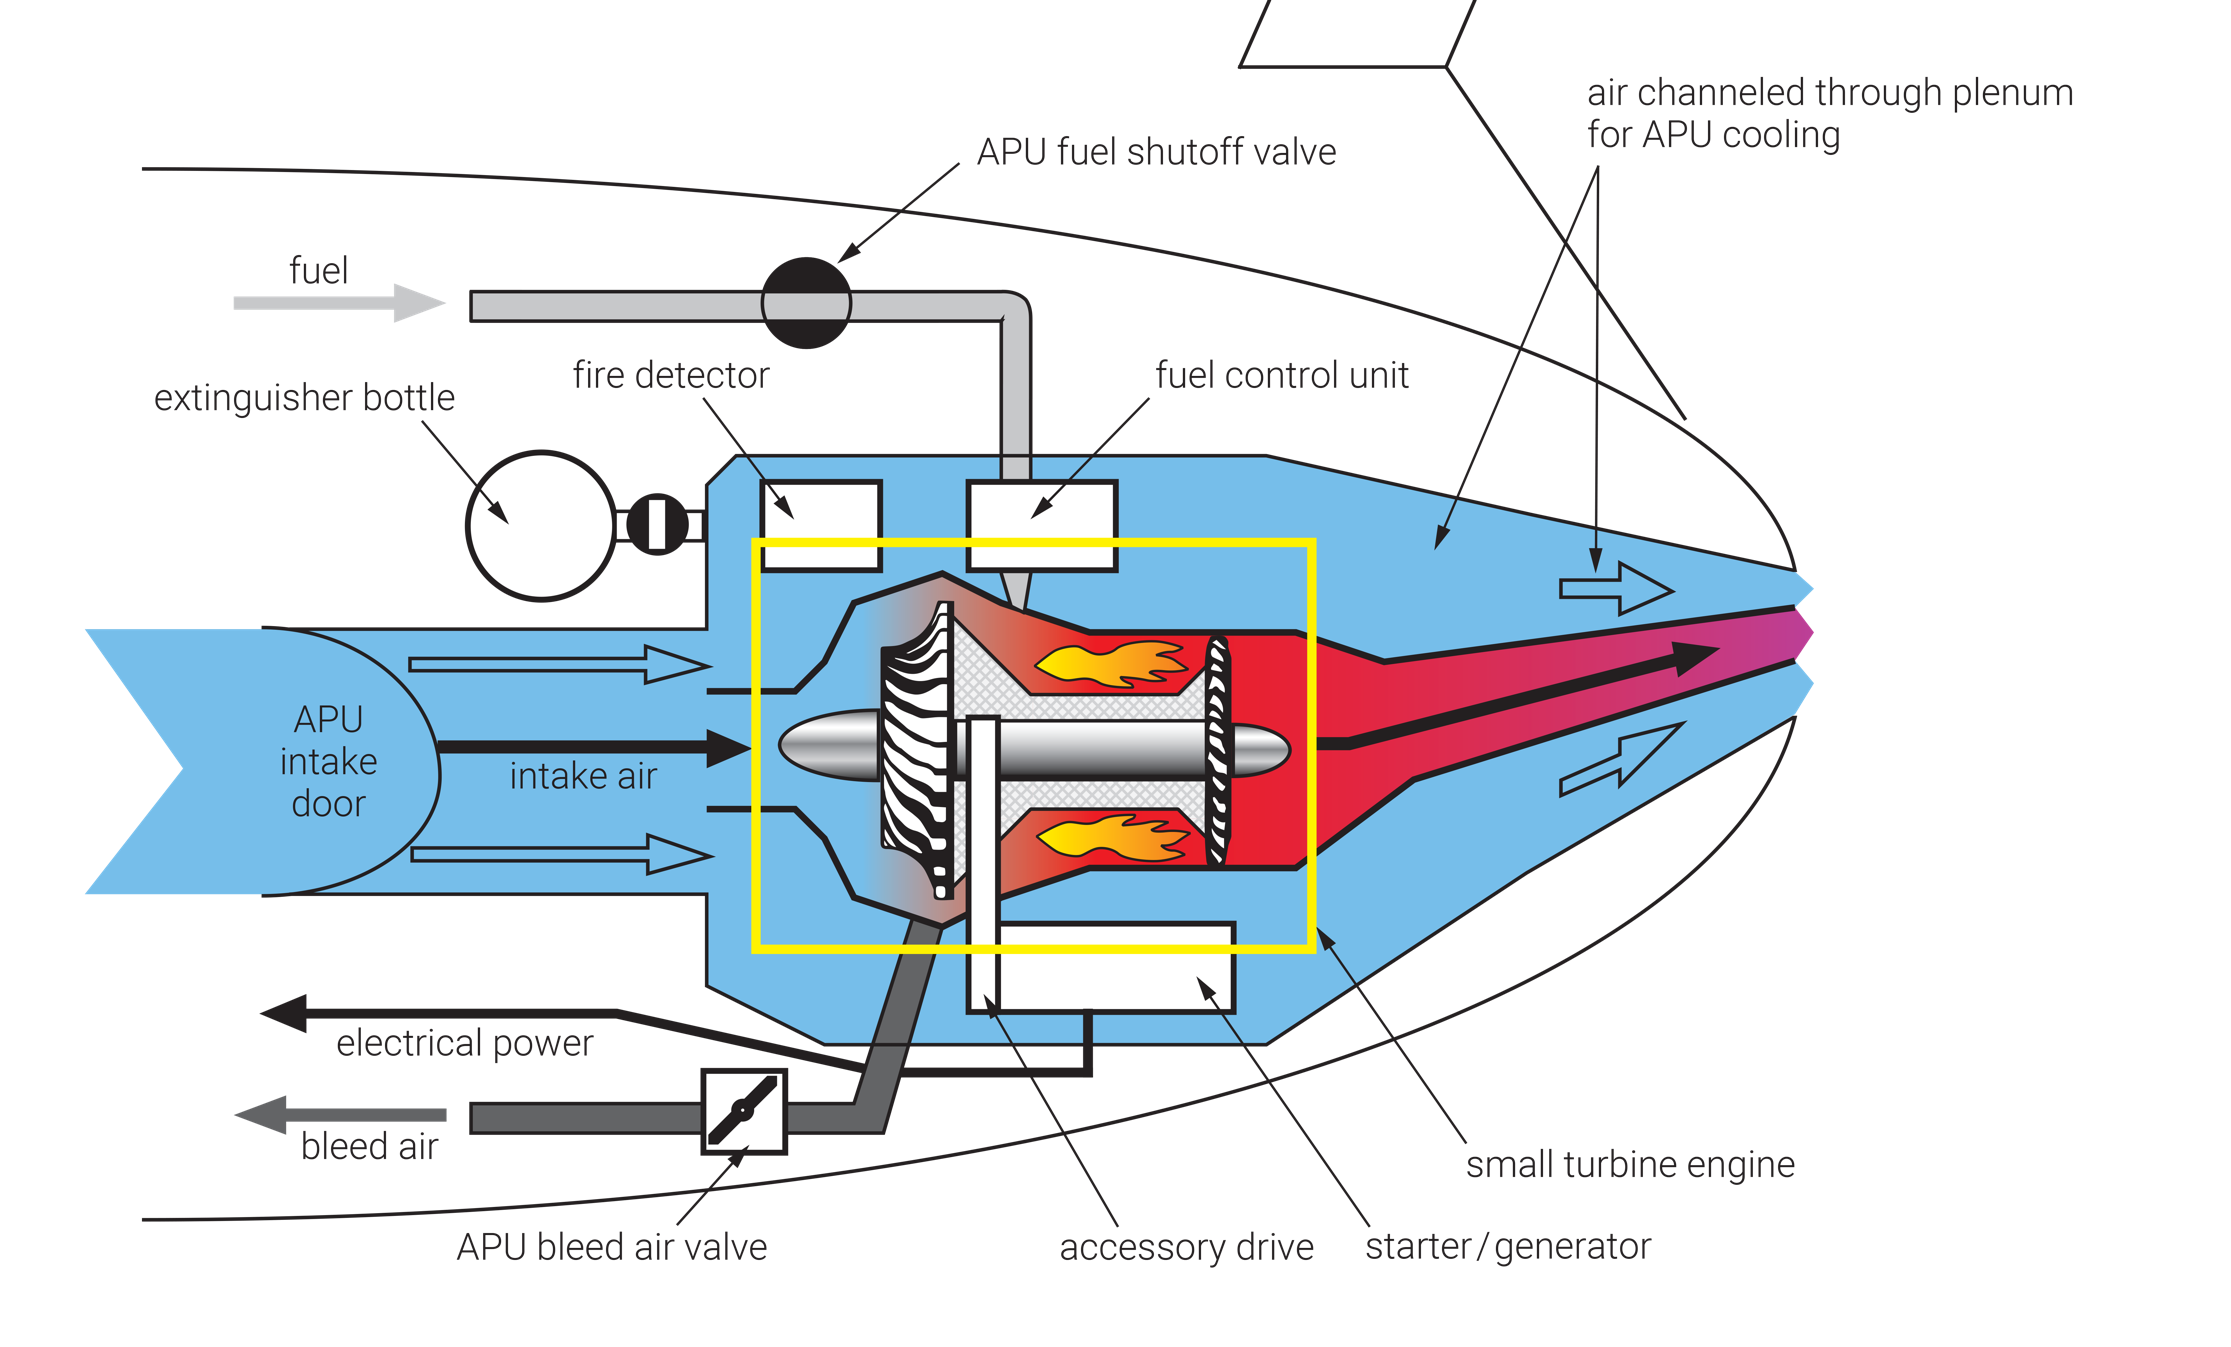 air channeled through plenum
for APU cooling
APU fuel shutoff valve
fuel
fire detector
fuel control unit
extinguisher bottle
APU
intake
door
intake air
electrical power
bleed air
small turbine engine
APU bleed air valve
accessory drive
starter/generator